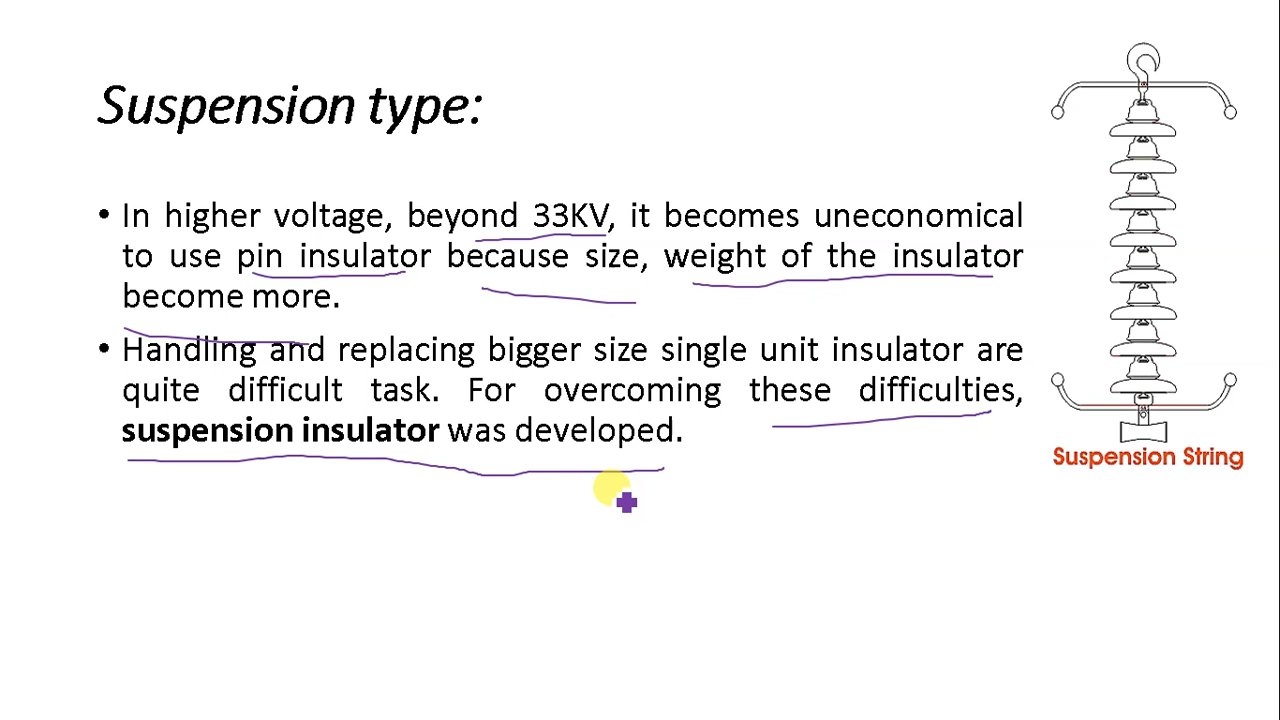 Suspension type:
• In higher voltage, beyond 33KV, it becomes uneconomical
to use pin insulator because size, weight of the insulator
become more.
• Handling and replacing bigger size single unit insulator are
quite difficult task. For overcoming these difficulties,
suspension insulator was developed.
Suspension String